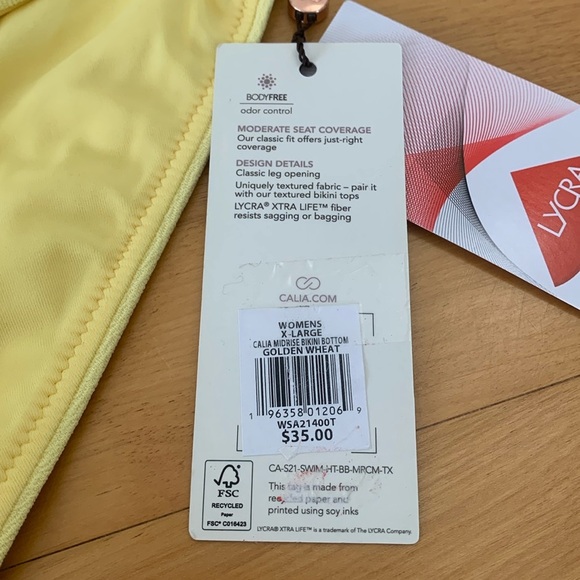 BODYFREE
odor control
MODERATE SEAT COVERAGE
Our classic fit offers just-right
coverage
DESIGN DETAILS
Classic leg opening
Uniquely textured fabric – pair it
with our textured bikini tops
LYCRA® XTRA LIFE™ fiber
resists sagging or bagging
CALIA.COM
WOMENS
X-LARGE
CALIA MIDRISE BIKINI BOTTOM
GOLDEN WHEAT
1 96358 01206 9
WSA21400T
$35.00
CA-S21-SWIM-HT-BB-MPCM-TX
This tag is made from
recycled paper and
printed using soy inks
FSC
RECYCLED
Paper
FSC® C016423
LYCRA® XTRA LIFE™ is a trademark of The LYCRA Company.
LYCRA